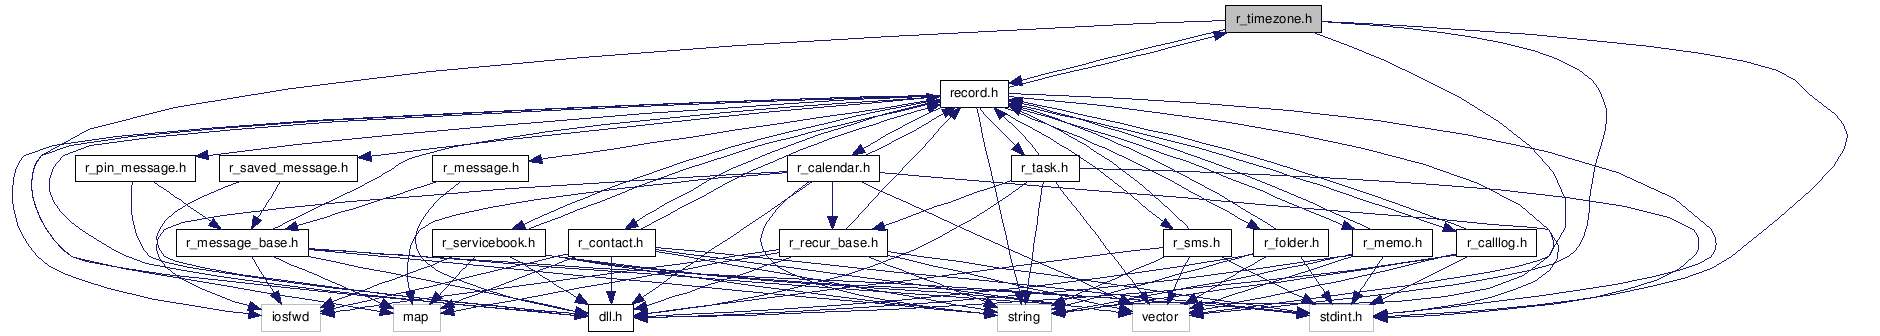 r_timezone.h
record.h
r_pin_message.h
r_saved_message.h
r_message.h
r_calendar.h
r_task.h
r_message_base.h
r_servicebook.h
r_contact.h
r_recur_base.h
r_sms.h
r_folder.h
r_memo.h
r_calllog.h
iosfwd
map
dll.h
string
vector
stdint.h